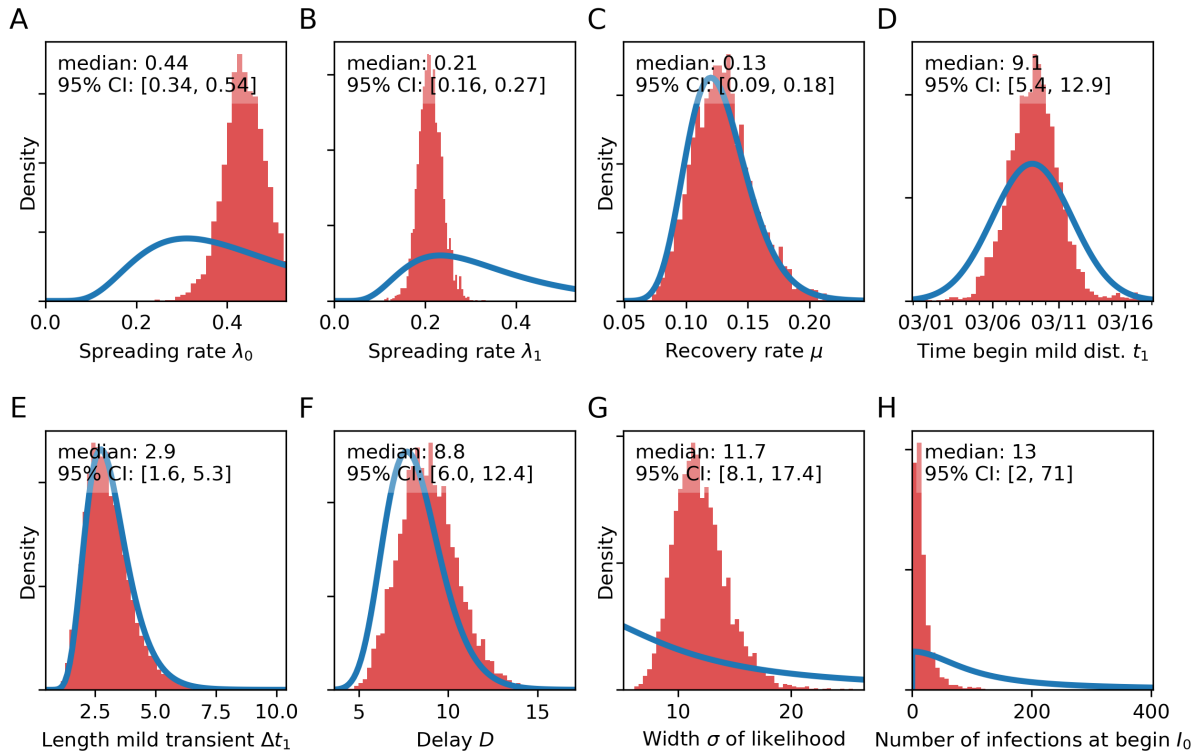 A
median: 0.44
95% CI: [0.34, 0.54]
Density
0.0 0.4
Spreading rate λ0
B
median: 0.21
95% CI: [0.16, 0.27]
0.0 0.2 0.4
Spreading rate λ1
C
median: 0.13
95% CI: [0.09, 0.18]
Density
0.05 0.10 0.15 0.20
Recovery rate μ
D
median: 9.1
95% CI: [5.4, 12.9]
03/01 03/06 03/11 03/16
Time begin mild dist. t1
E
median: 2.9
95% CI: [1.6, 5.3]
Density
2.5 5.0 7.5 10.0
Length mild transient Δt1
F
median: 8.8
95% CI: [6.0, 12.4]
5 10 15
Delay D
G
median: 11.7
95% CI: [8.1, 17.4]
Density
10 20
Width σ of likelihood
H
median: 13
95% CI: [2, 71]
0 200 400
Number of infections at begin I0